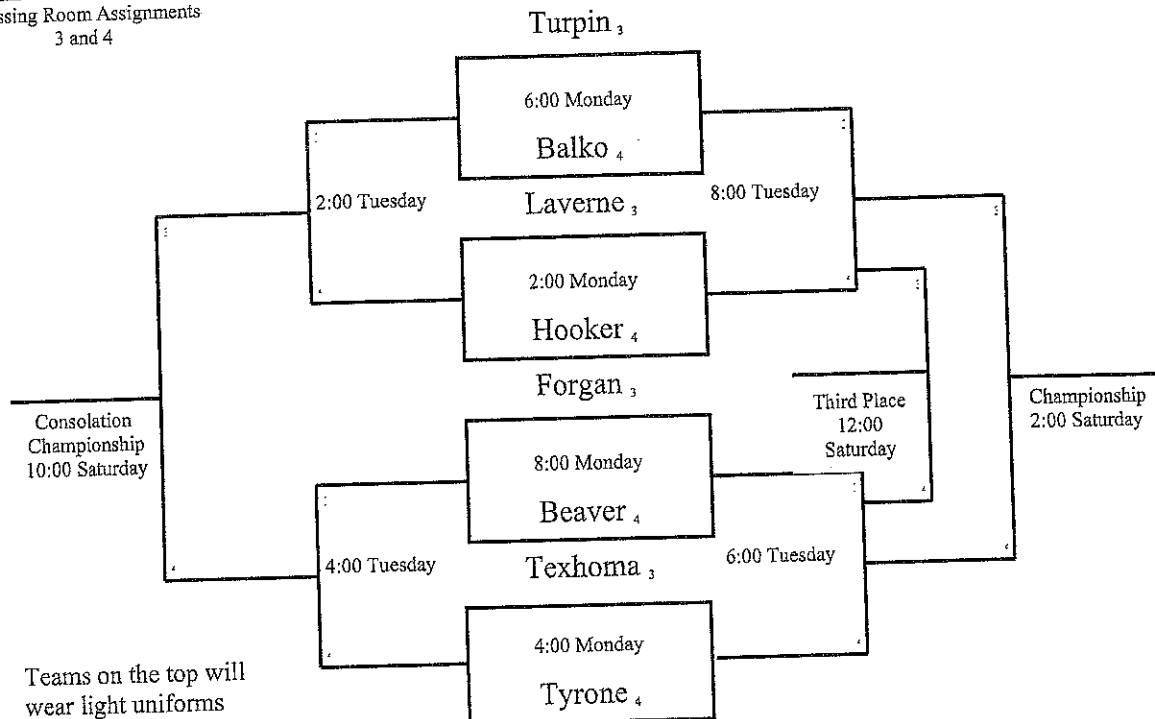 ssing Room Assignments
3 and 4
Turpin 3
6:00 Monday
Balko 4
2:00 Tuesday
Laverne 3
8:00 Tuesday
2:00 Monday
Hooker 4
Forgan 3
Consolation
Championship
10:00 Saturday
Third Place
12:00
Saturday
Championship
2:00 Saturday
8:00 Monday
Beaver 4
4:00 Tuesday
Texhoma 3
6:00 Tuesday
4:00 Monday
Tyrone 4
Teams on the top will
wear light uniforms